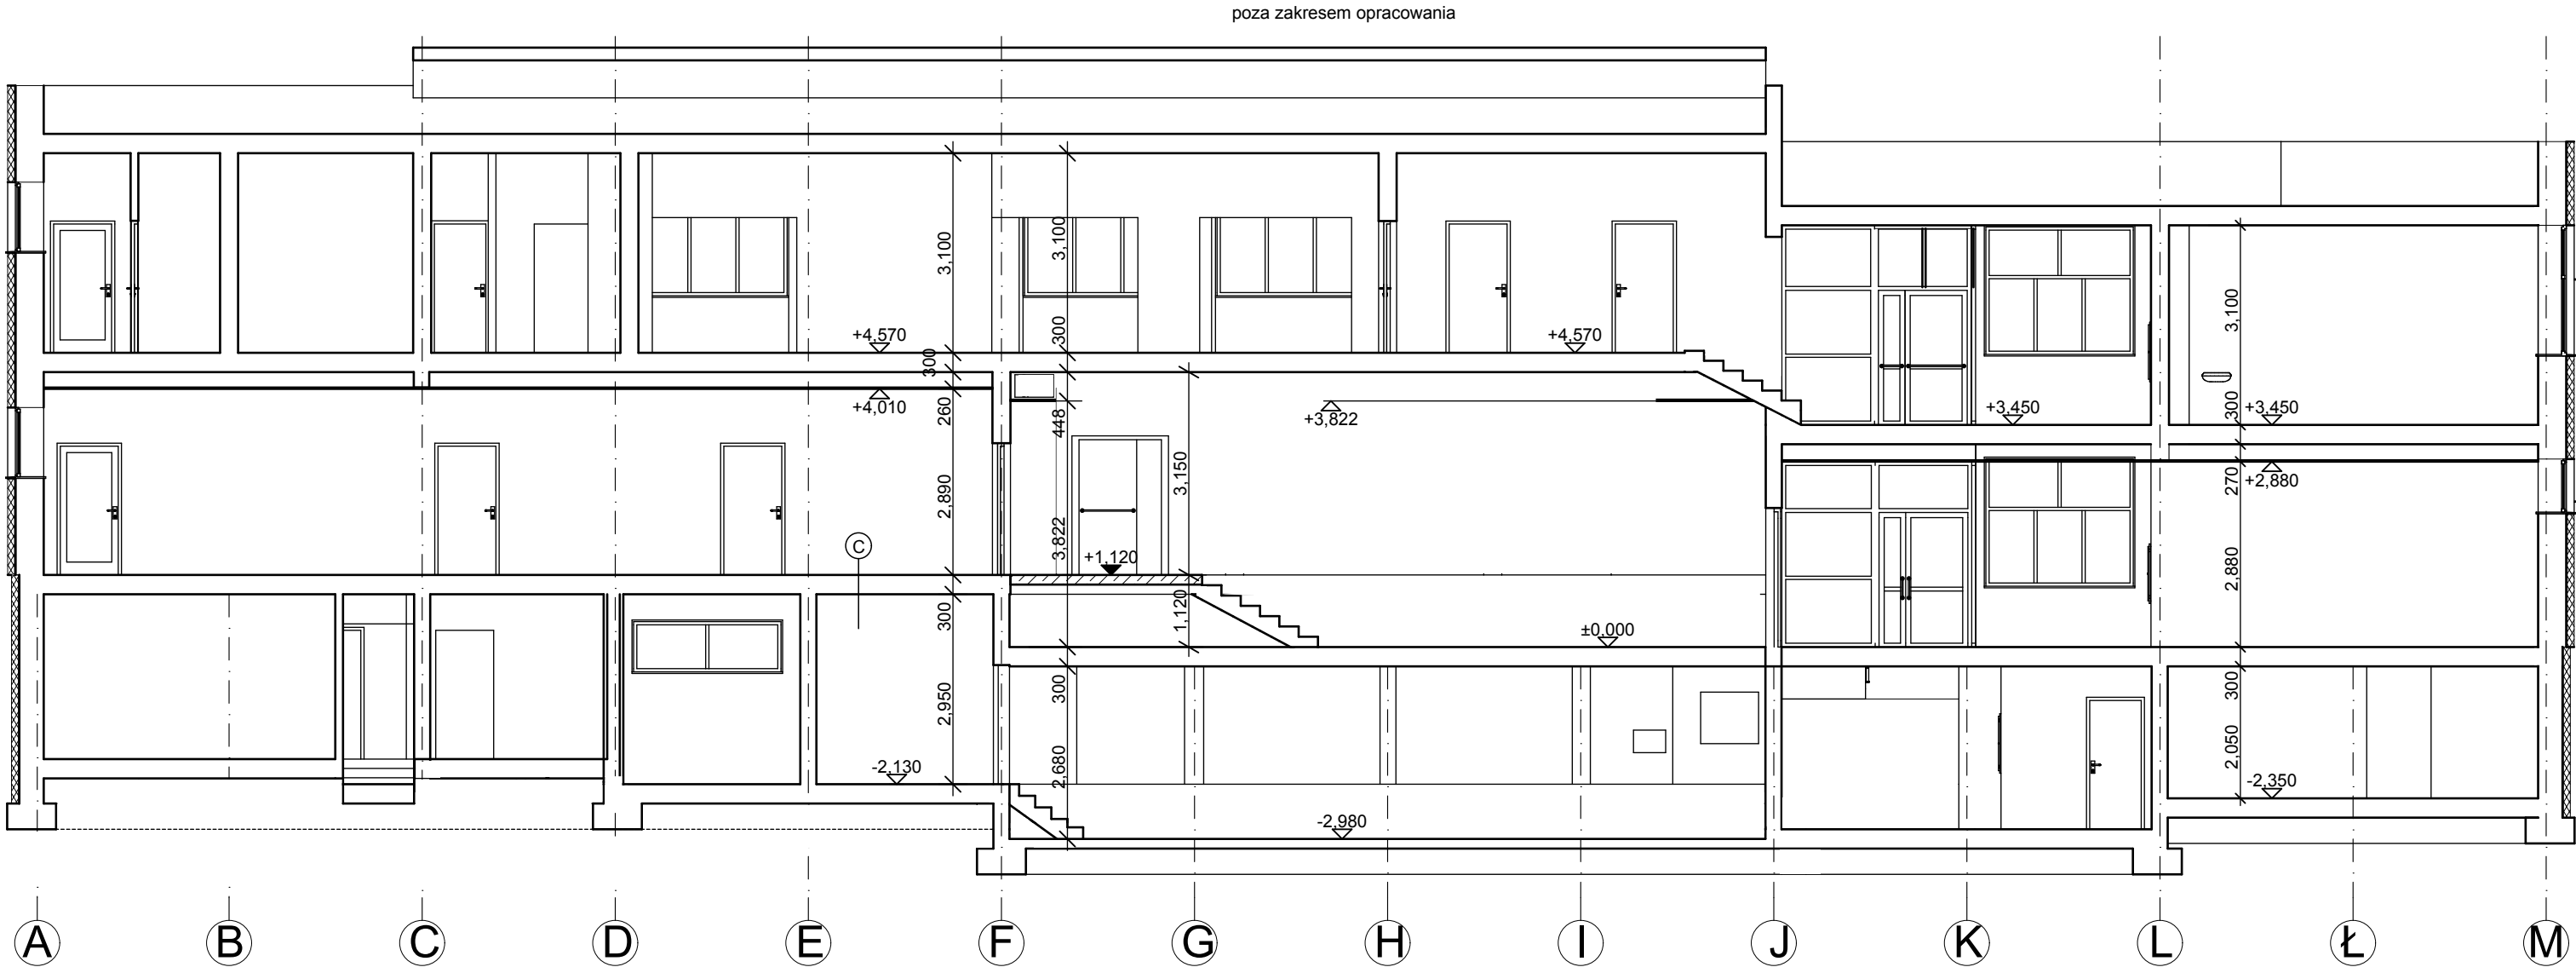 poza zakresem opracowania
3,100
3,100
300
+4,570
+4,570
300
3,100
300
+3,450
+3,450
+4,010
+3,822
260
448
3,150
2,890
3,822
270
+2,880
2,880
C
+1,120
300
1,120
±0,000
300
2,950
300
2,680
2,050
-2,130
-2,350
-2,980
A
B
C
D
E
F
G
H
I
J
K
L
Ł
M